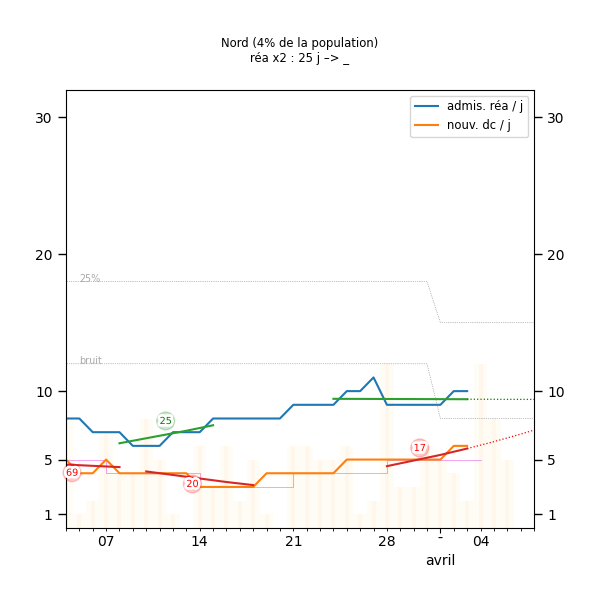 Nord (4% de la population)
réa x2 : 25 j –> _
30 30
admis. réa / j
nouv. dc / j
20 20
25%
bruit
10 10
25
17
5 5
69
20
1 1
07 14 21 28 - 04
avril